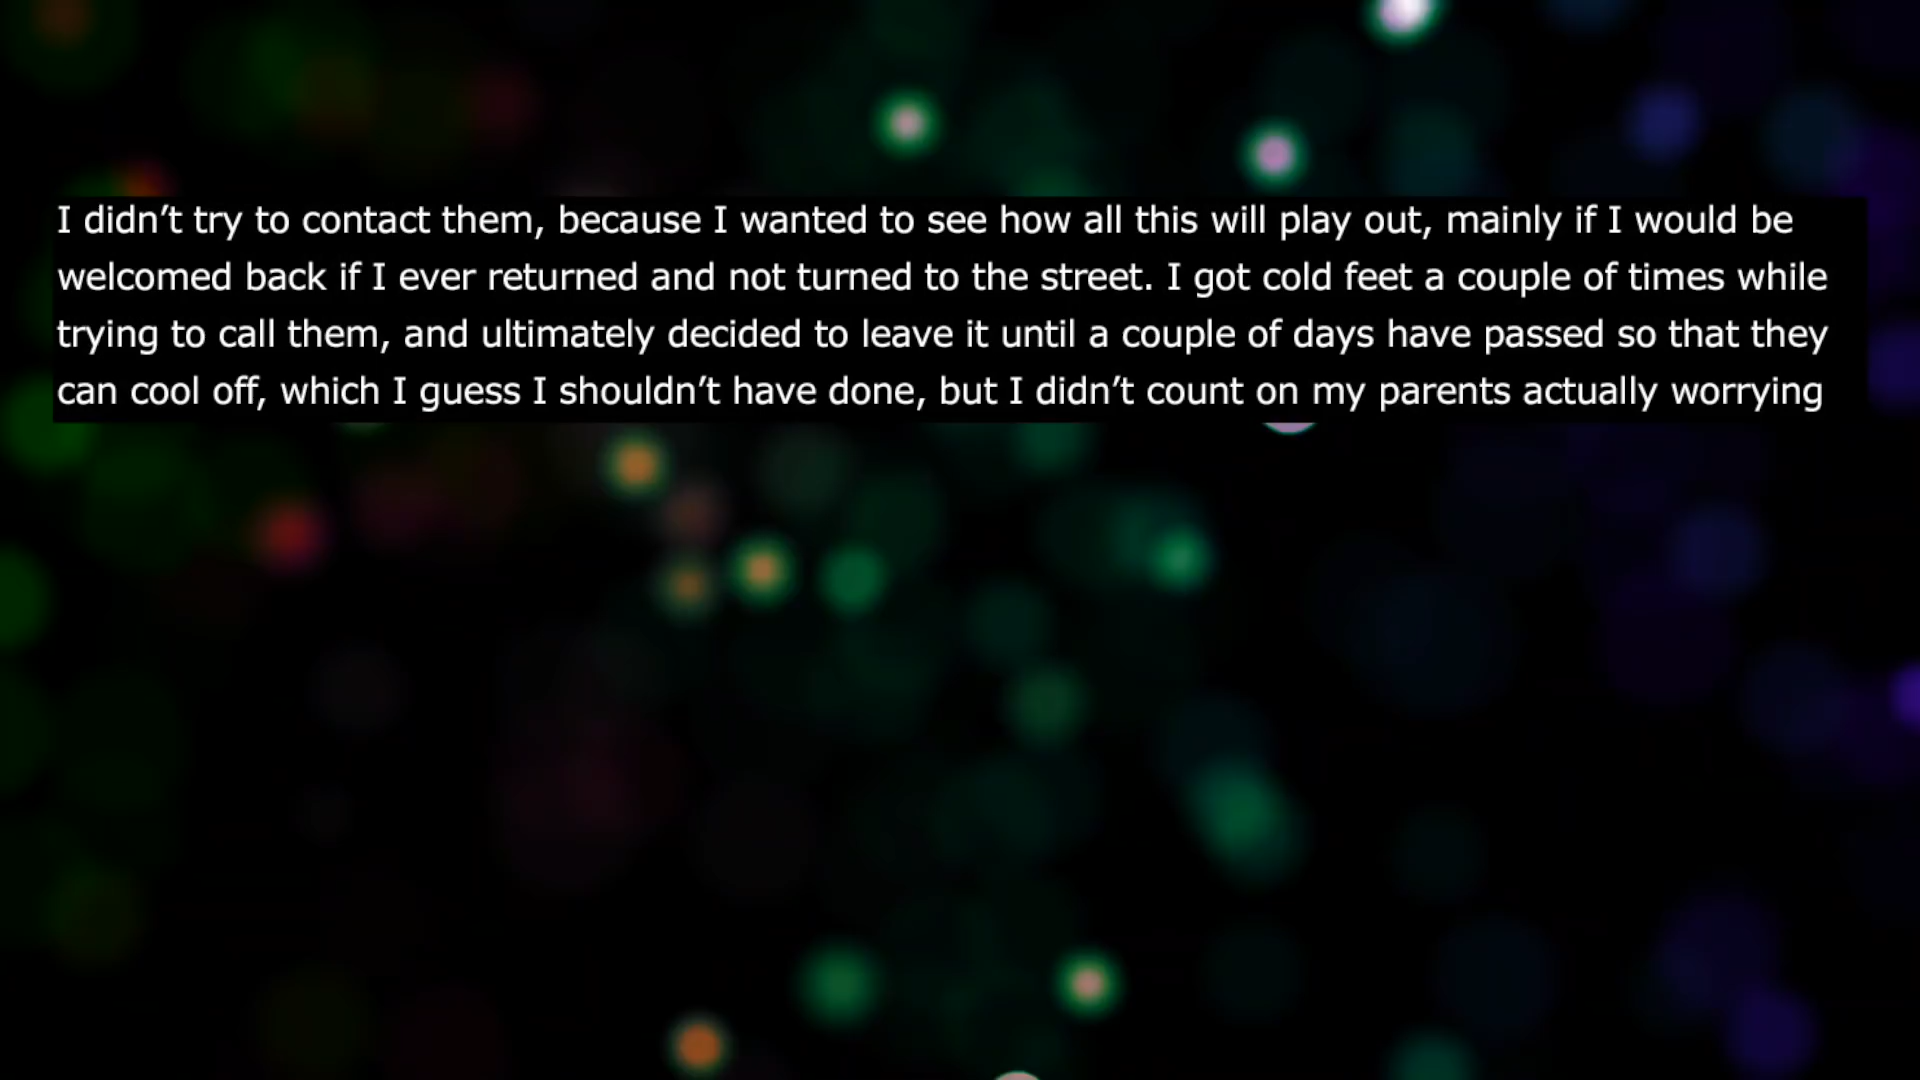 I didn’t try to contact them, because I wanted to see how all this will play out, mainly if I would be
welcomed back if I ever returned and not turned to the street. I got cold feet a couple of times while
trying to call them, and ultimately decided to leave it until a couple of days have passed so that they
can cool off, which I guess I shouldn’t have done, but I didn’t count on my parents actually worrying